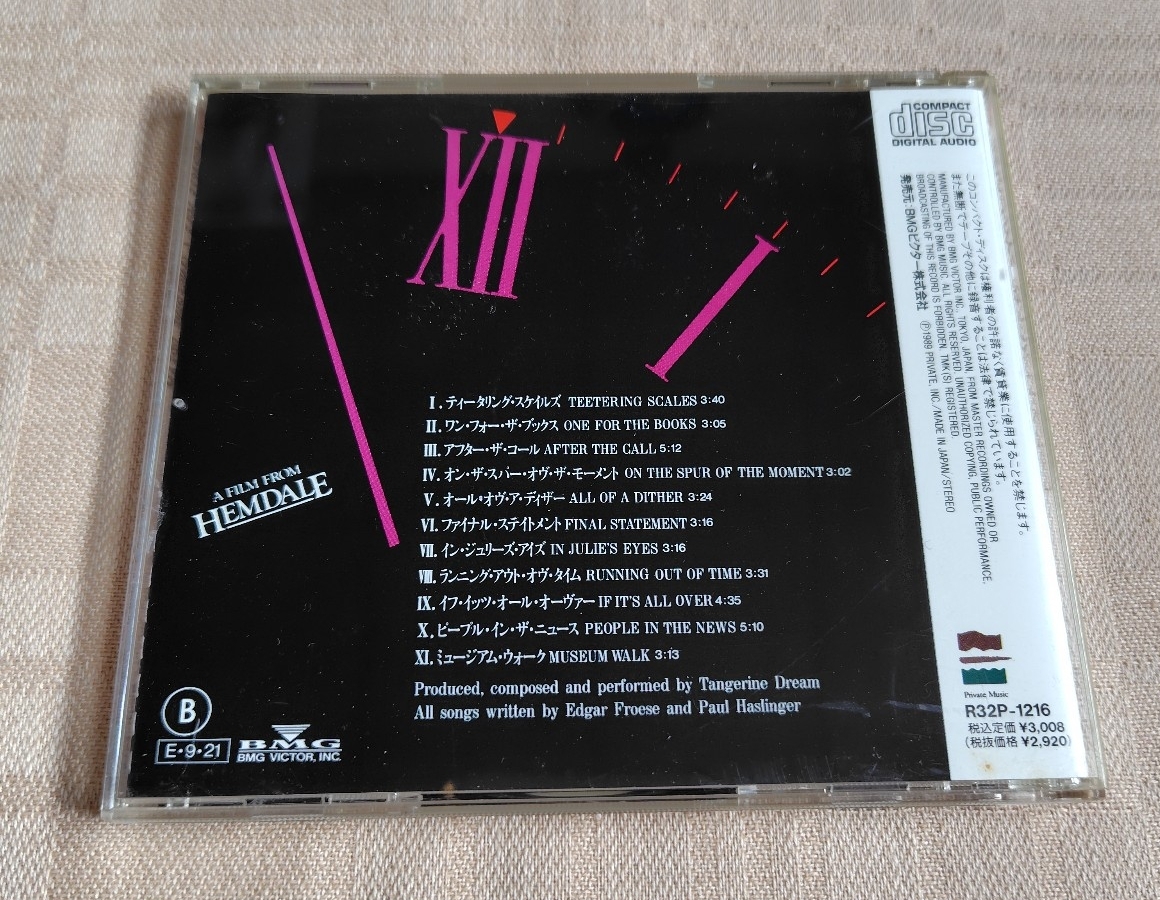 XII
I
I. ティータリング・スケイルズ TEETERING SCALES 3:40
II. ワン・フォー・ザ・ブックス ONE FOR THE BOOKS 3:05
III. アフター・ザ・コール AFTER THE CALL 5:12
IV. オン・ザ・スパー・オヴ・ザ・モーメント ON THE SPUR OF THE MOMENT 3:02
V. オール・オヴ・ア・ディザー ALL OF A DITHER 3:24
VI. ファイナル・ステイトメント FINAL STATEMENT 3:16
VII. イン・ジュリーズ・アイズ IN JULIE'S EYES 3:16
VIII. ランニング・アウト・オヴ・タイム RUNNING OUT OF TIME 3:31
IX. イフ・イッツ・オール・オーヴァー IF IT'S ALL OVER 4:35
X. ピープル・イン・ザ・ニュース PEOPLE IN THE NEWS 5:10
XI. ミュージアム・ウォーク MUSEUM WALK 3:13
Produced, composed and performed by Tangerine Dream
All songs written by Edgar Froese and Paul Haslinger
A FILM FROM
HEMDALE
B
E・9・21
BMG
BMG VICTOR, INC.
COMPACT
disc
DIGITAL AUDIO
このコンパクト・ディスクは権利者の許諾なく賃貸業に使用することを禁じます。
また無断でテープその他に録音することは法律で禁じられています。
MANUFACTURED BY BMG VICTOR INC., TOKYO, JAPAN. FROM MASTER RECORDINGS OWNED OR
CONTROLLED BY BMG MUSIC. ALL RIGHTS RESERVED. UNAUTHORIZED COPYING, PUBLIC PERFORMANCE,
BROADCASTING OF THIS RECORD IS FORBIDDEN. TMK(S) REGISTERED.
発売元:BMGビクター株式会社 Ⓟ1989 PRIVATE, INC./MADE IN JAPAN/STEREO
Private Music
R32P-1216
税込定価 ¥3,008
(税抜価格 ¥2,920)